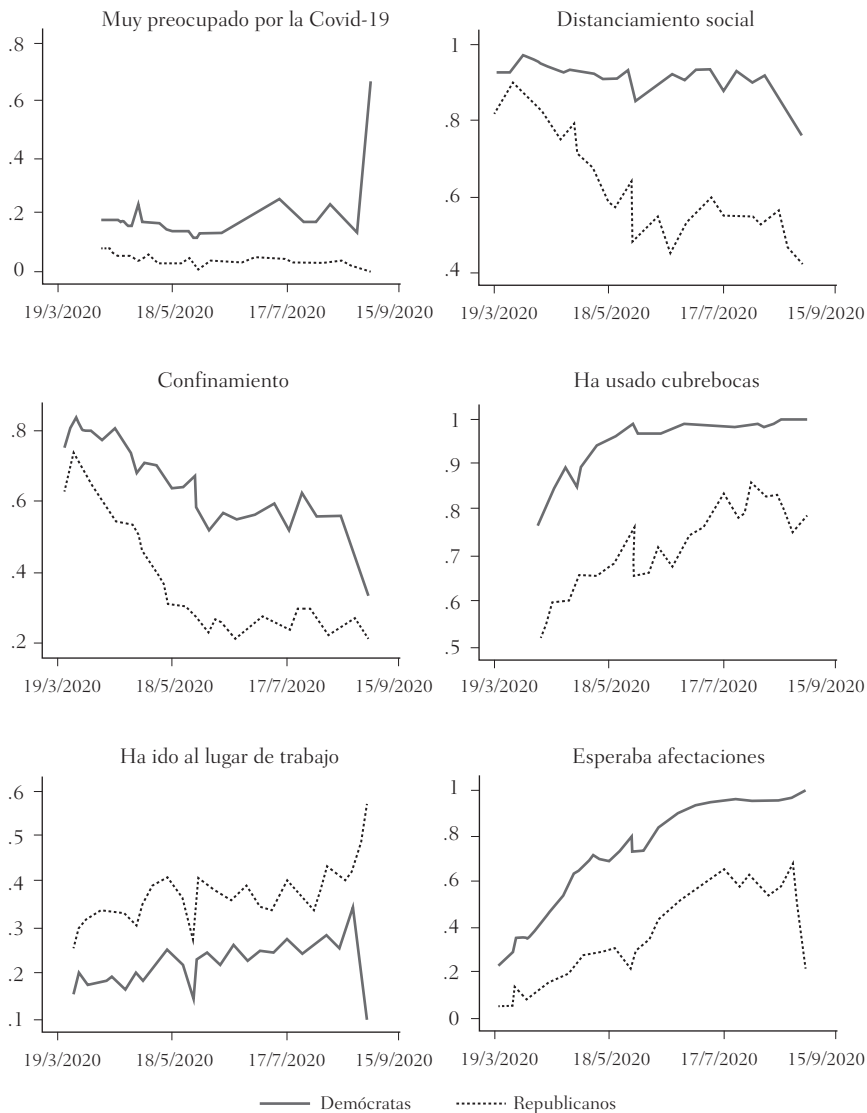 Muy preocupado por la Covid-19
.8
.6
.4
.2
0
19/3/2020 18/5/2020 17/7/2020 15/9/2020
Distanciamiento social
1
.8
.6
.4
19/3/2020 18/5/2020 17/7/2020 15/9/2020
Confinamiento
.8
.6
.4
.2
19/3/2020 18/5/2020 17/7/2020 15/9/2020
Ha usado cubrebocas
1
.9
.8
.7
.6
.5
19/3/2020 18/5/2020 17/7/2020 15/9/2020
Ha ido al lugar de trabajo
.6
.5
.4
.3
.2
.1
19/3/2020 18/5/2020 17/7/2020 15/9/2020
Esperaba afectaciones
1
.8
.6
.4
.2
0
19/3/2020 18/5/2020 17/7/2020 15/9/2020
Demócratas Republicanos